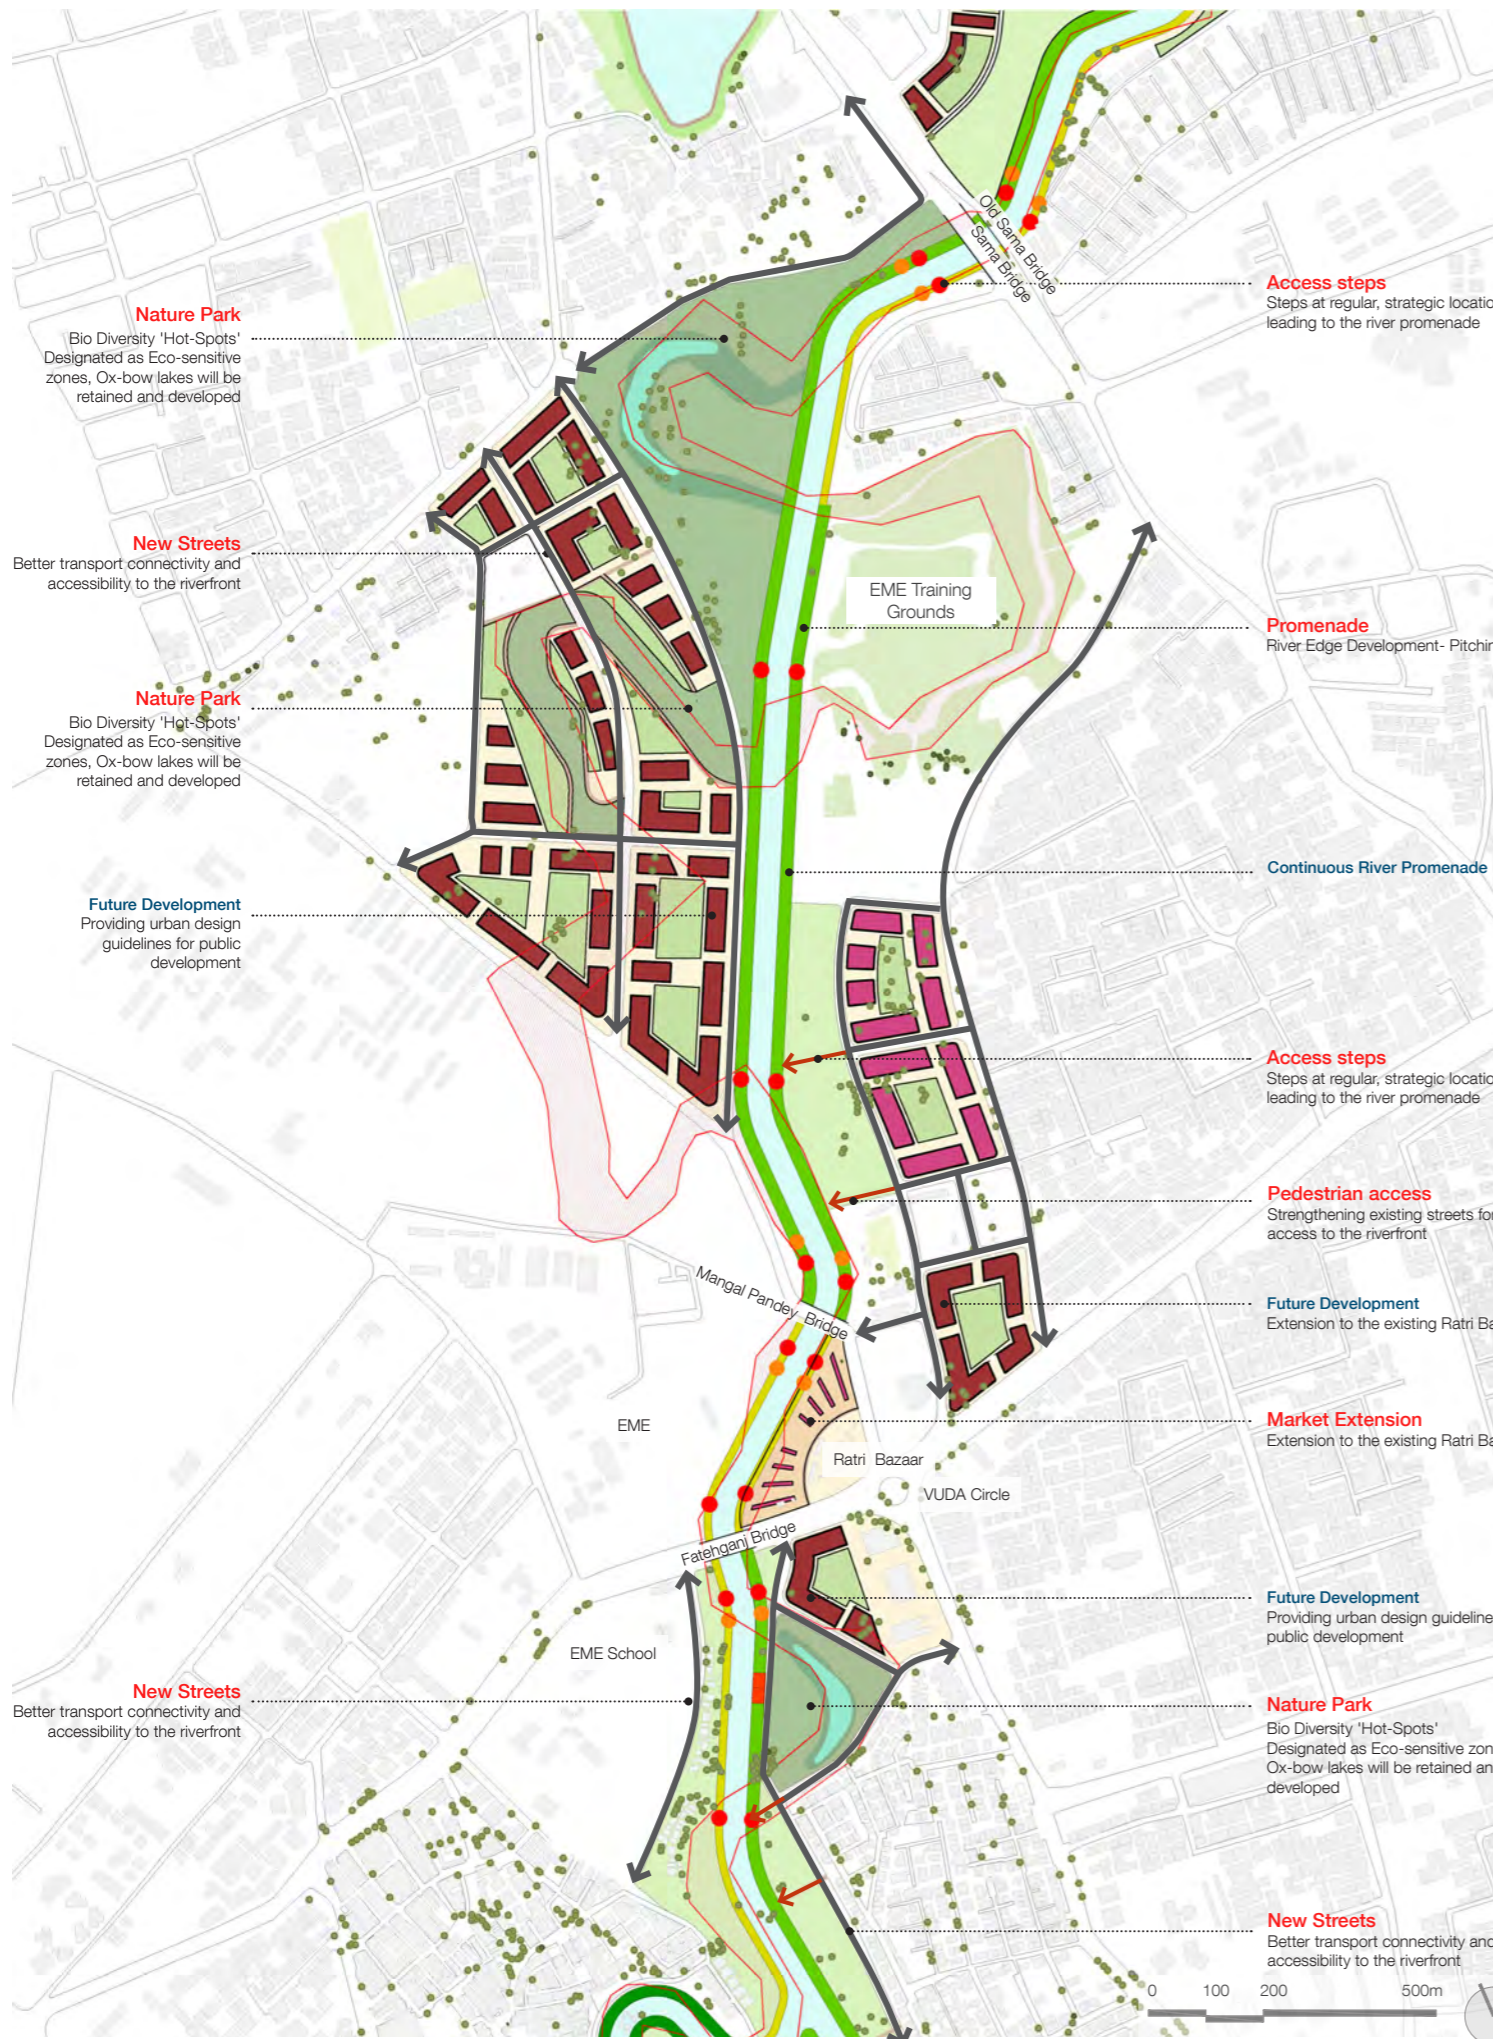 Old Sama Bridge
Sama Bridge
Access steps
Steps at regular, strategic locatio
leading to the river promenade
Nature Park
Bio Diversity 'Hot-Spots'
Designated as Eco-sensitive
zones, Ox-bow lakes will be
retained and developed
New Streets
Better transport connectivity and
accessibility to the riverfront
EME Training
Grounds
Promenade
River Edge Development- Pitchin
Nature Park
Bio Diversity 'Hot-Spots'
Designated as Eco-sensitive
zones, Ox-bow lakes will be
retained and developed
Continuous River Promenade
Future Development
Providing urban design
guidelines for public
development
Access steps
Steps at regular, strategic locatio
leading to the river promenade
Pedestrian access
Strengthening existing streets for
access to the riverfront
Mangal Pandey Bridge
Future Development
Extension to the existing Ratri Ba
Market Extension
Extension to the existing Ratri Ba
EME
Ratri Bazaar
VUDA Circle
Fatehganj Bridge
Future Development
Providing urban design guideline
public development
EME School
New Streets
Better transport connectivity and
accessibility to the riverfront
Nature Park
Bio Diversity 'Hot-Spots'
Designated as Eco-sensitive zon
Ox-bow lakes will be retained an
developed
New Streets
Better transport connectivity and
accessibility to the riverfront
0 100 200 500m